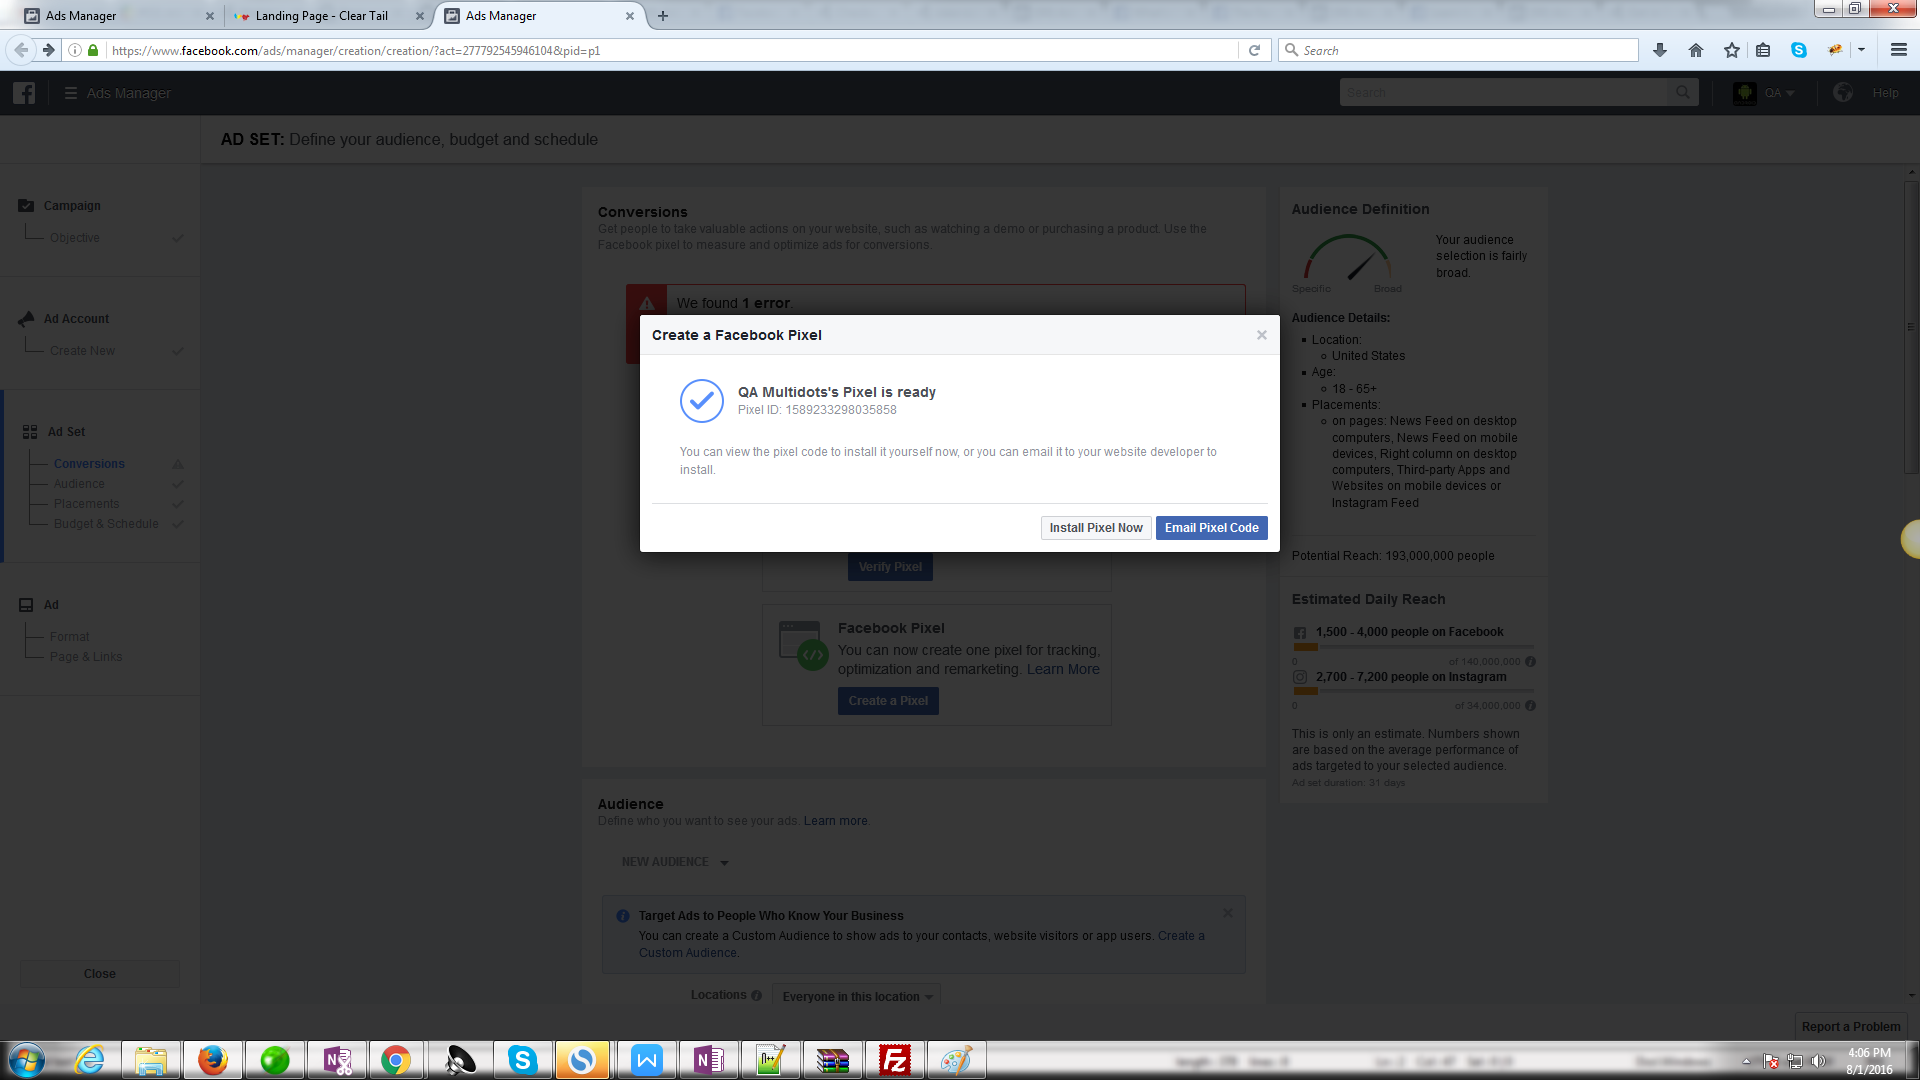 Ads Manager
Landing Page - Clear Tail
Ads Manager
https://www.facebook.com/ads/manager/creation/creation/?act=277792545946104&pid=p1
Search
Ads Manager
Search
QA
Help
AD SET: Define your audience, budget and schedule
Campaign
Objective
Ad Account
Create New
Ad Set
Conversions
Audience
Placements
Budget & Schedule
Ad
Format
Page & Links
Close
Conversions
Get people to take valuable actions on your website, such as watching a demo or purchasing a product. Use the
Facebook pixel to measure and optimize ads for conversions.
We found 1 error.
Create a Facebook Pixel
QA Multidots's Pixel is ready
Pixel ID: 1589233298035858
You can view the pixel code to install it yourself now, or you can email it to your website developer to
install.
Install Pixel Now
Email Pixel Code
Verify Pixel
Facebook Pixel
You can now create one pixel for tracking,
optimization and remarketing. Learn More
Create a Pixel
Audience
Define who you want to see your ads. Learn more.
NEW AUDIENCE
Target Ads to People Who Know Your Business
You can create a Custom Audience to show ads to your contacts, website visitors or app users. Create a
Custom Audience.
Locations
Everyone in this location
Audience Definition
Your audience
selection is fairly
broad.
Specific
Broad
Audience Details:
Location:
United States
Age:
18 - 65+
Placements:
on pages: News Feed on desktop
computers, News Feed on mobile
devices, Right column on desktop
computers, Third-party Apps and
Websites on mobile devices or
Instagram Feed
Potential Reach: 193,000,000 people
Estimated Daily Reach
1,500 - 4,000 people on Facebook
0
of 140,000,000
2,700 - 7,200 people on Instagram
0
of 34,000,000
This is only an estimate. Numbers shown
are based on the average performance of
ads targeted to your selected audience.
Ad set duration: 31 days
Report a Problem
4:06 PM
8/1/2016